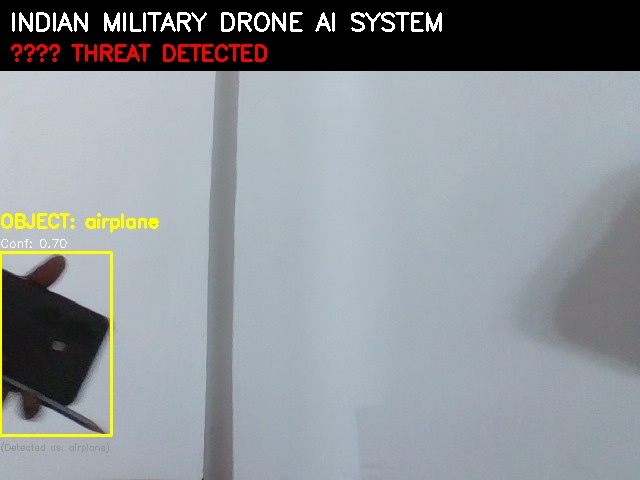 INDIAN MILITARY DRONE AI SYSTEM
???? THREAT DETECTED
OBJECT: airplane
Conf: 0.70
(Detected as: airplane)